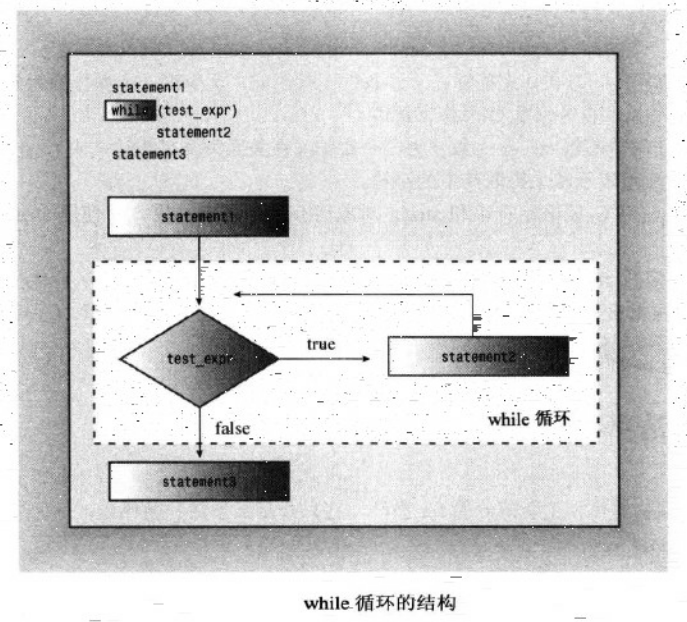 statement1
while (test_expr)
statement2
statement3
statement1
test_expr
true
statement2
while 循环
false
statement3
while 循环的结构